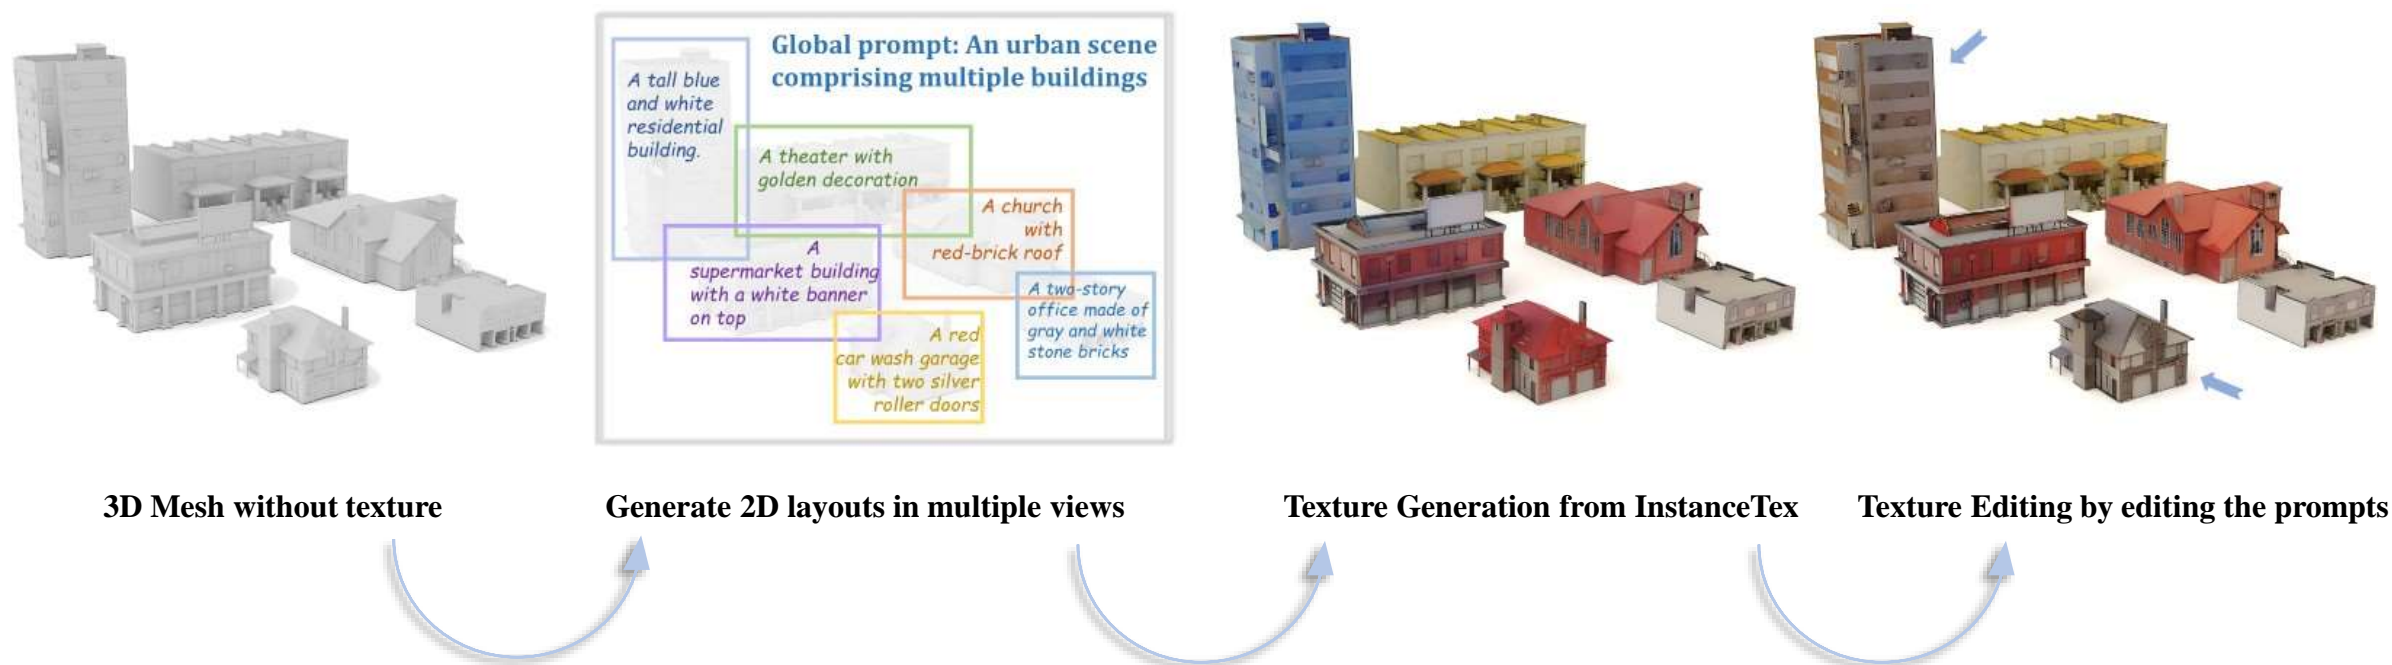 Global prompt: An urban scene
comprising multiple buildings
A tall blue
and white
residential
building.
A theater with
golden decoration
A church
with
red-brick roof
A
supermarket building
with a white banner
on top
A two-story
office made of
gray and white
stone bricks
A red
car wash garage
with two silver
roller doors
3D Mesh without texture
Generate 2D layouts in multiple views
Texture Generation from InstanceTex
Texture Editing by editing the prompts